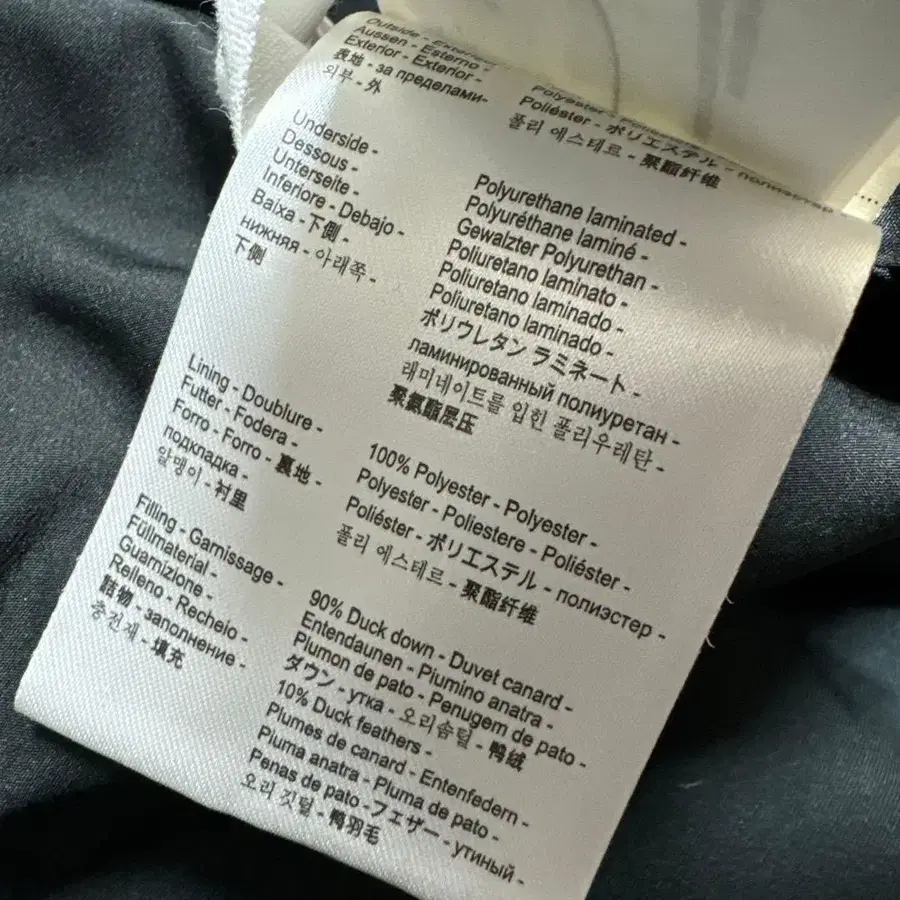 Outside - Exterieur
Aussen - Esterno -
Exterior - Exterior -
表地 - за пределами-
외부 - 外
Polyester - Polyester
Poliéster - ポリエステル - полиэстер
폴리 에스테르 - 聚酯纤维
Underside -
Dessous -
Unterseite -
Inferiore - Debajo -
Baixa - 下側 -
нижняя - 아래쪽 -
下侧
Polyurethane laminated -
Polyuréthane laminé -
Gewalzter Polyurethan -
Poliuretano laminato -
Poliuretano laminado -
Poliuretano laminado -
ポリウレタン ラミネート -
ламинированный полиуретан -
래미네이트를 입힌 폴리우레탄 -
聚氨酯层压
Lining - Doublure -
Futter - Fodera -
Forro - Forro - 裏地 -
подкладка -
알맹이 - 衬里
100% Polyester - Polyester -
Polyester - Poliestere - Poliéster -
Poliéster - ポリエステル - полиэстер -
폴리 에스테르 - 聚酯纤维
Filling - Garnissage -
Füllmaterial -
Guarnizione -
Relleno - Recheio -
詰物 - заполнение -
충전재 - 填充
90% Duck down - Duvet canard -
Entendaunen - Piumino anatra -
Plumon de pato - Penugem de pato -
ダウン - утка - 오리솜털 - 鸭绒
10% Duck feathers -
Plumes de canard - Entenfedern -
Piuma anatra - Pluma de pato -
Penas de pato - フェザー - утиный -
오리 깃털 - 鸭羽毛